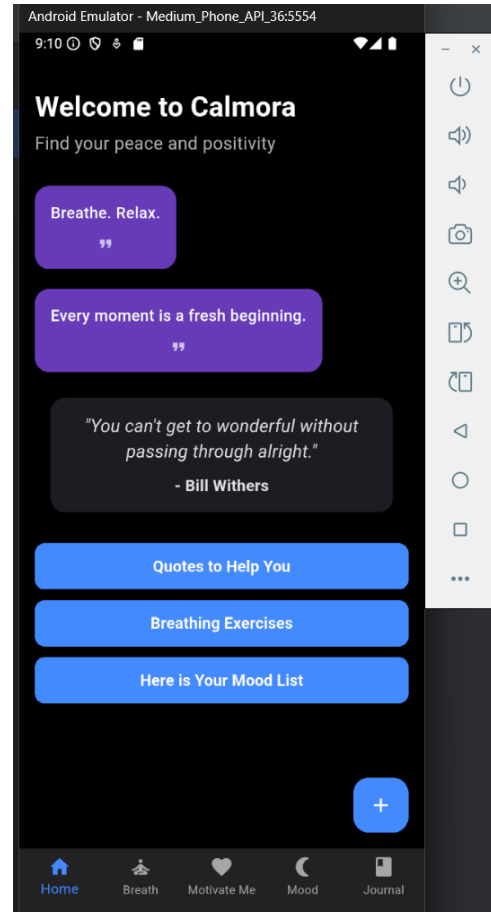 Android Emulator - Medium_Phone_API_36:5554
9:10
Welcome to Calmora
Find your peace and positivity
Breathe. Relax.
”
Every moment is a fresh beginning.
”
"You can't get to wonderful without
passing through alright."
- Bill Withers
Quotes to Help You
Breathing Exercises
Here is Your Mood List
+
Home Breath Motivate Me Mood Journal